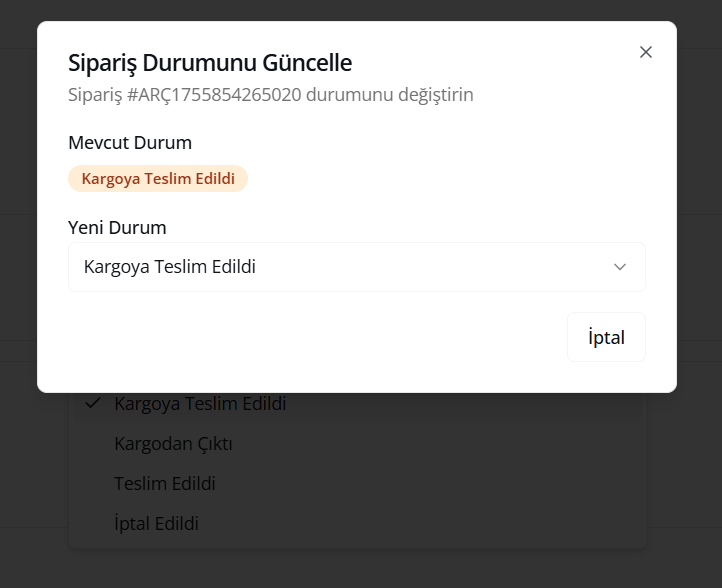 Sipariş Durumunu Güncelle
Sipariş #ARÇ1755854265020 durumunu değiştirin
Mevcut Durum
Kargoya Teslim Edildi
Yeni Durum
Kargoya Teslim Edildi
İptal
Kargoya Teslim Edildi
Kargodan Çıktı
Teslim Edildi
İptal Edildi